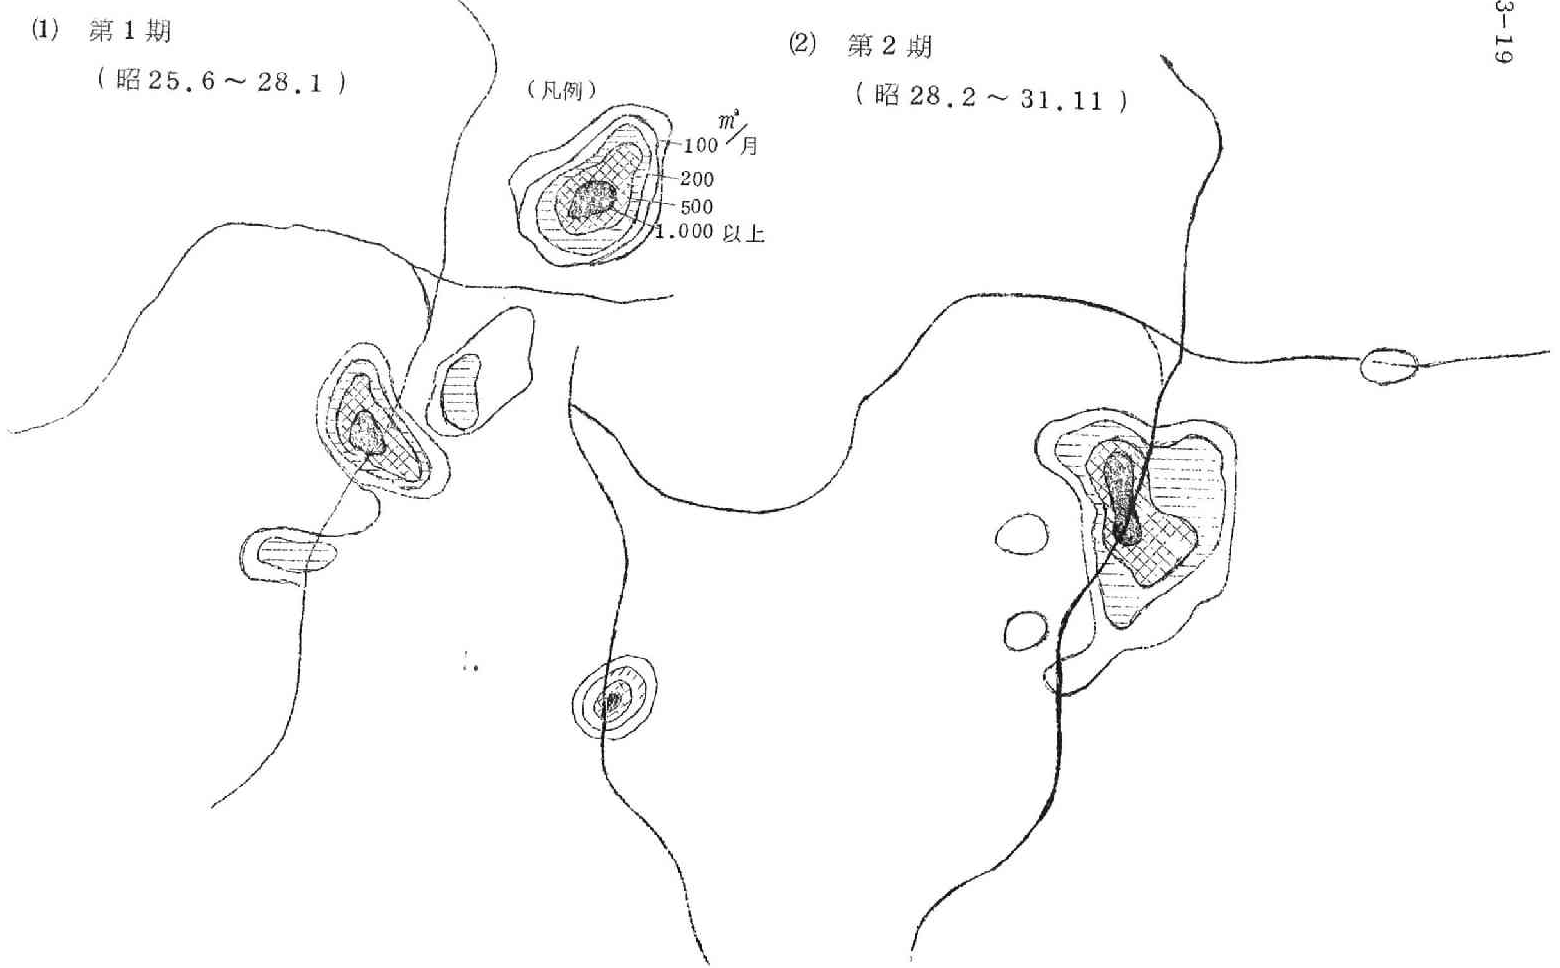 (1) 第1期
(昭25.6〜28.1)
(凡例)
m³/月
100
200
500
1.000 以上
(2) 第2期
(昭28.2〜31.11)
3-19